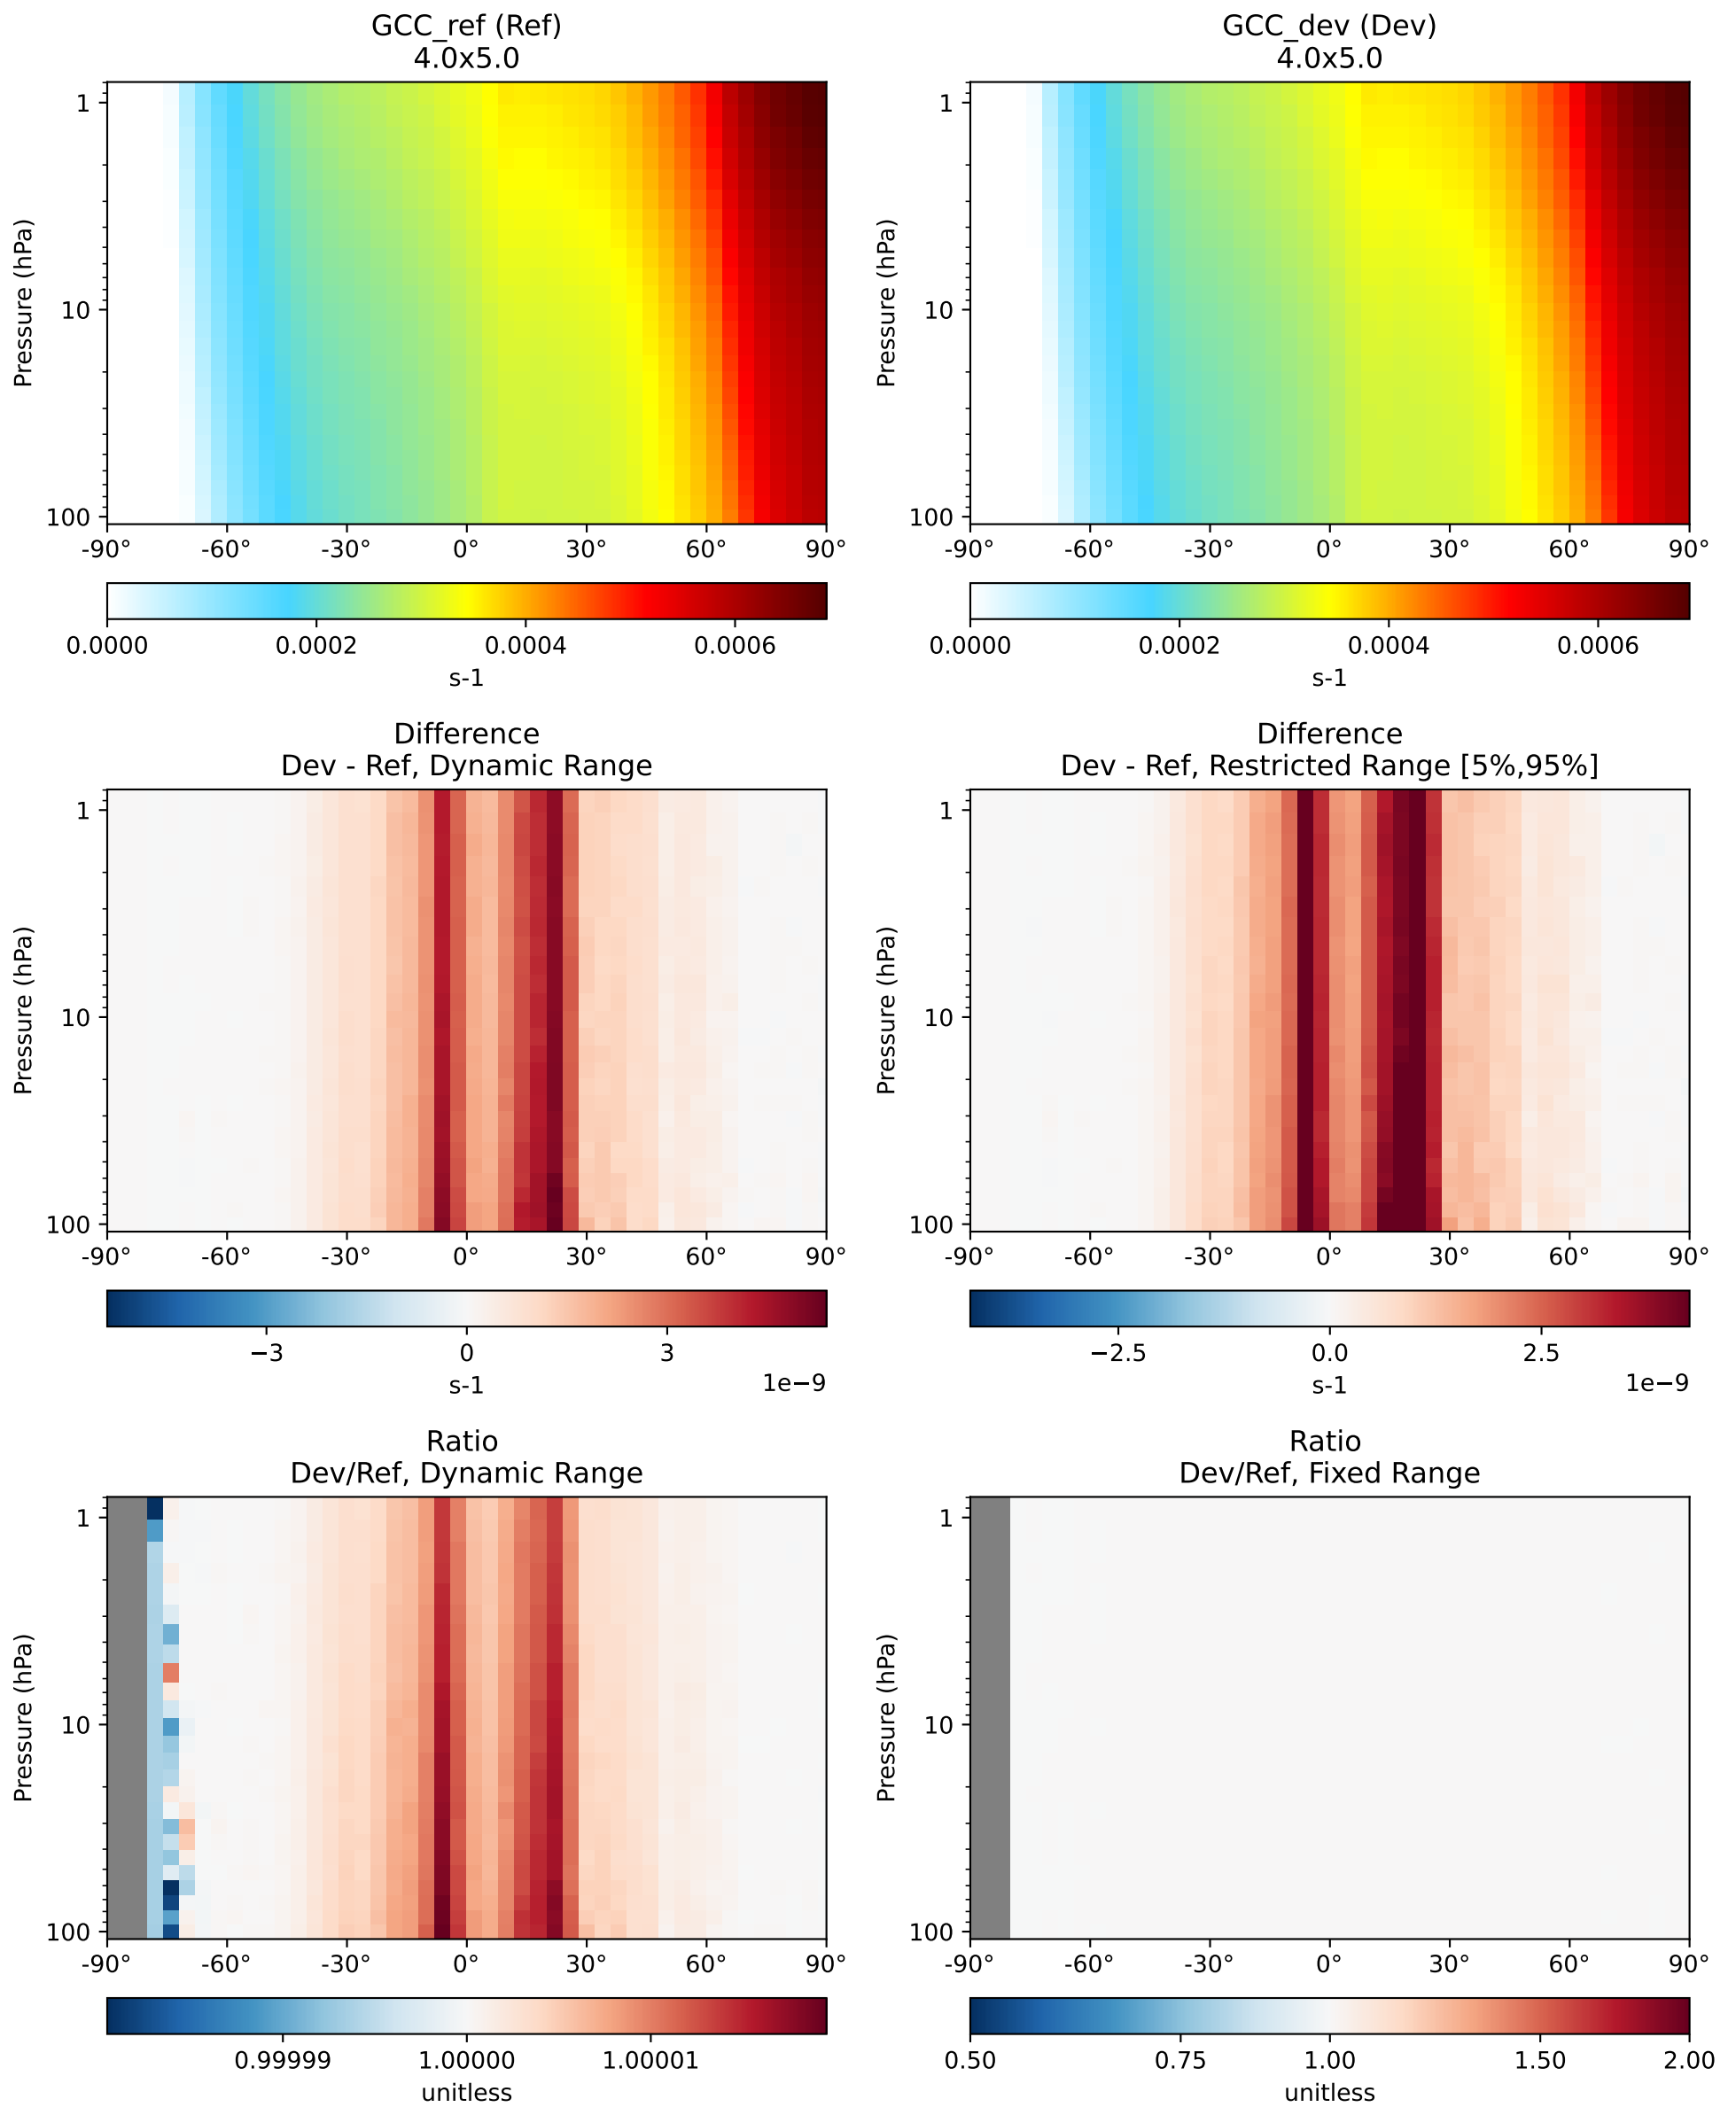 GCC_ref (Ref)
4.0x5.0
GCC_dev (Dev)
4.0x5.0
Pressure (hPa)
1
10
100
-90° -60° -30° 0° 30° 60° 90°
Pressure (hPa)
1
10
100
-90° -60° -30° 0° 30° 60° 90°
0.0000 0.0002 0.0004 0.0006
s-1
0.0000 0.0002 0.0004 0.0006
s-1
Difference
Dev - Ref, Dynamic Range
Difference
Dev - Ref, Restricted Range [5%,95%]
Pressure (hPa)
1
10
100
-90° -60° -30° 0° 30° 60° 90°
Pressure (hPa)
1
10
100
-90° -60° -30° 0° 30° 60° 90°
−3 0 3
s-1
1e−9
−2.5 0.0 2.5
s-1
1e−9
Ratio
Dev/Ref, Dynamic Range
Ratio
Dev/Ref, Fixed Range
Pressure (hPa)
1
10
100
-90° -60° -30° 0° 30° 60° 90°
Pressure (hPa)
1
10
100
-90° -60° -30° 0° 30° 60° 90°
0.99999 1.00000 1.00001
unitless
0.50 0.75 1.00 1.50 2.00
unitless